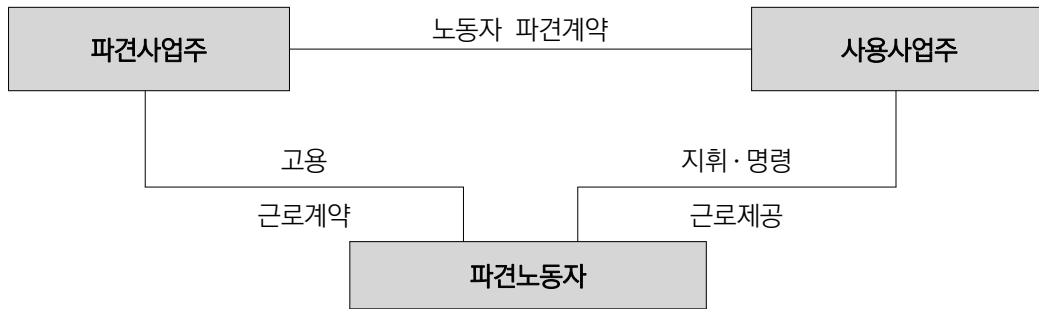 노동자 파견계약
파견사업주
사용사업주
고용
지휘·명령
근로계약
근로제공
파견노동자